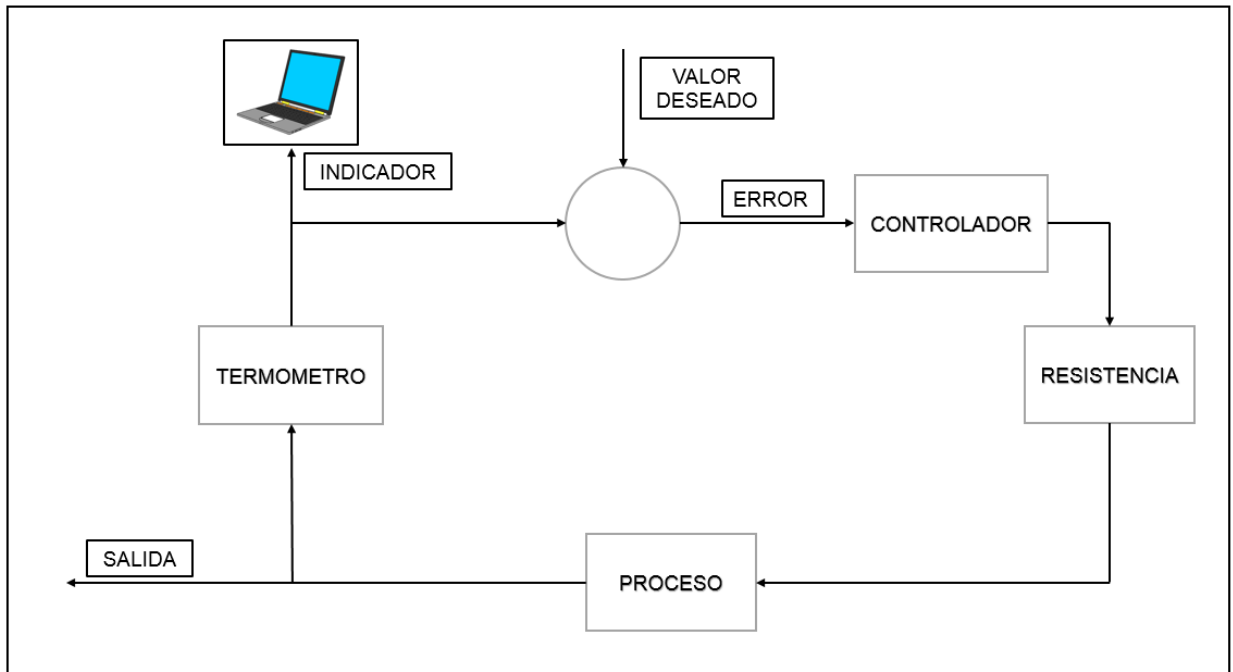 VALOR
DESEADO
INDICADOR
ERROR
CONTROLADOR
TERMOMETRO
RESISTENCIA
SALIDA
PROCESO